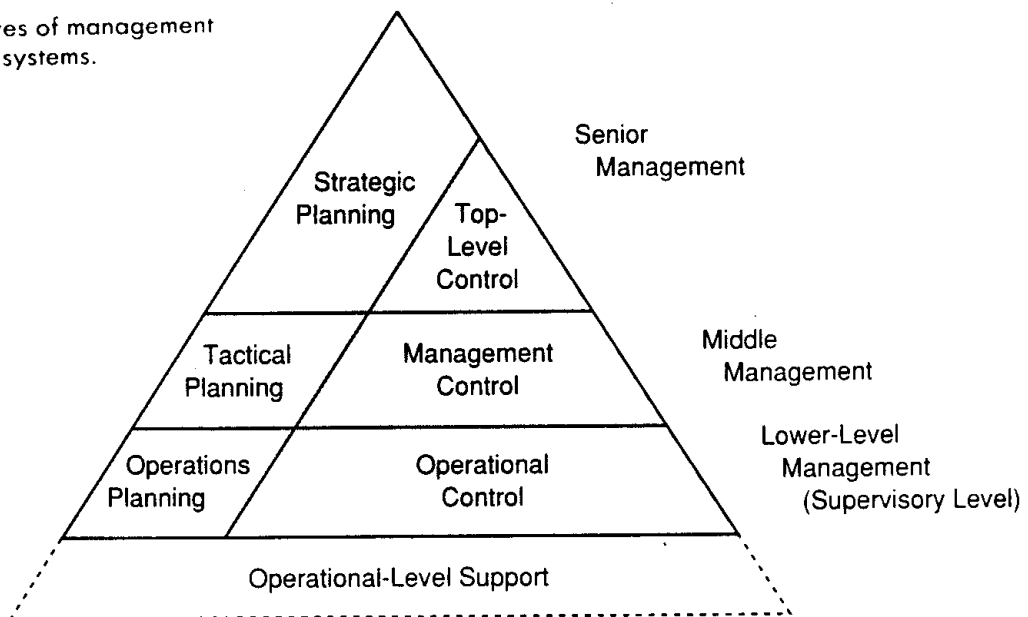 es of management
systems.
Senior
Management
Strategic
Planning
Top-
Level
Control
Middle
Management
Tactical
Planning
Management
Control
Lower-Level
Management
(Supervisory Level)
Operations
Planning
Operational
Control
Operational-Level Support